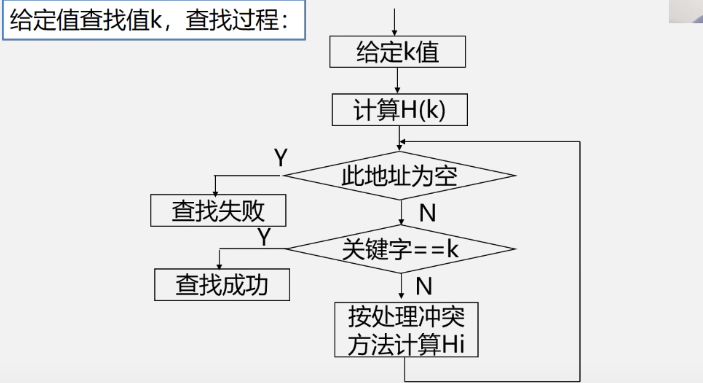 给定值查找值k，查找过程：
给定k值
计算H(k)
此地址为空
Y
N
查找失败
关键字==k
Y
N
查找成功
按处理冲突
方法计算Hi